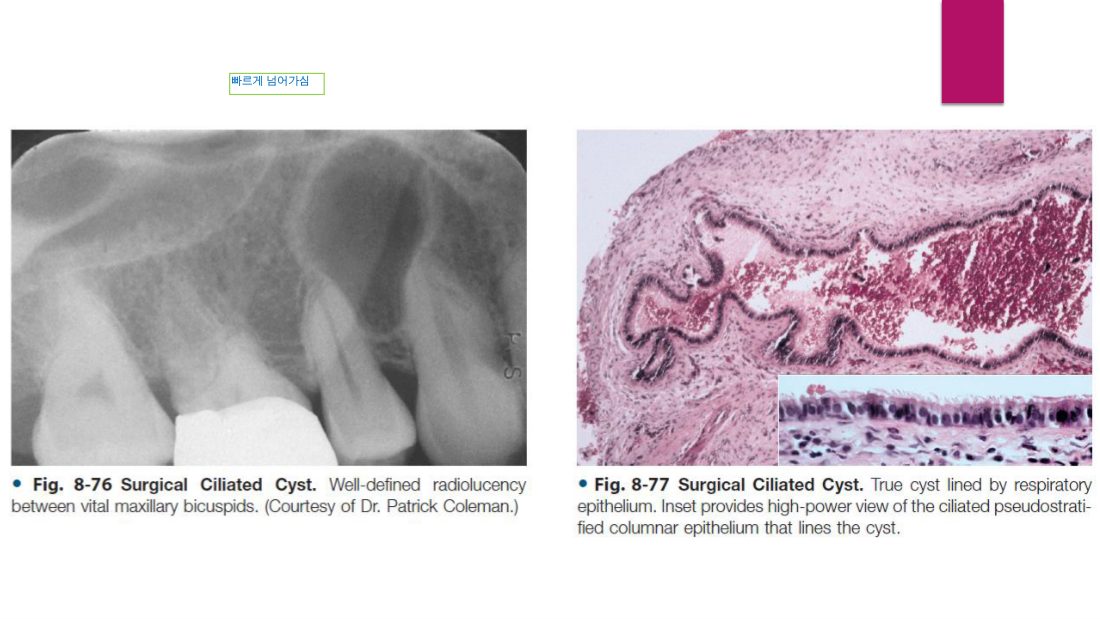 빠르게 넘어가심
• Fig. 8-76 Surgical Ciliated Cyst. Well-defined radiolucency
between vital maxillary bicuspids. (Courtesy of Dr. Patrick Coleman.)
• Fig. 8-77 Surgical Ciliated Cyst. True cyst lined by respiratory
epithelium. Inset provides high-power view of the ciliated pseudostrati-
fied columnar epithelium that lines the cyst.